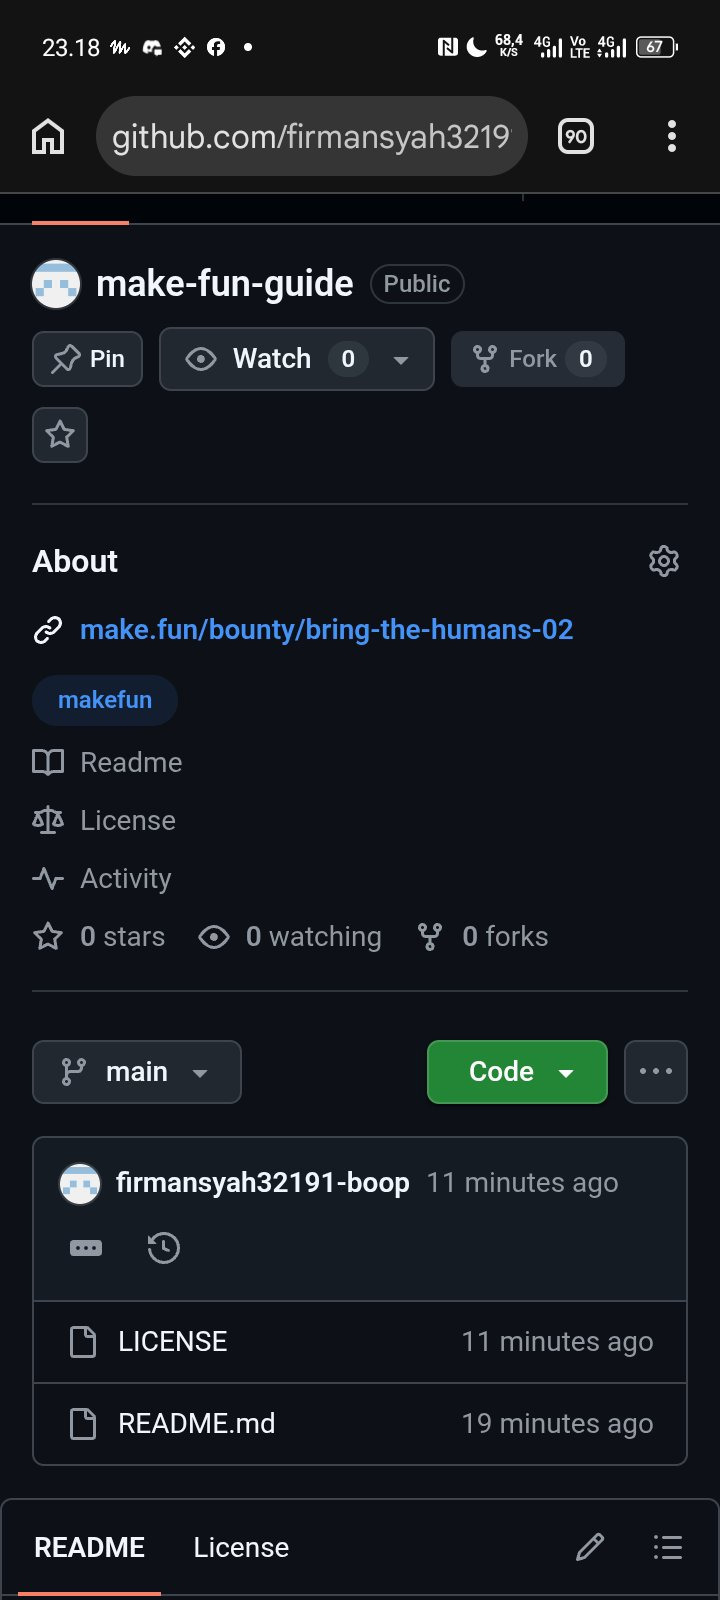 23.18 68,4 K/S 4G Vo LTE 4G 67
github.com/firmansyah3219 90
make-fun-guide Public
Pin Watch 0 Fork 0
About
make.fun/bounty/bring-the-humans-02
makefun
Readme
License
Activity
0 stars 0 watching 0 forks
main Code
firmansyah32191-boop 11 minutes ago
LICENSE 11 minutes ago
README.md 19 minutes ago
README License